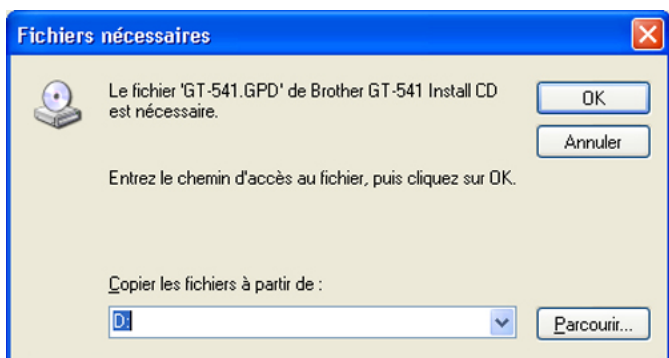 Fichiers nécessaires
Le fichier 'GT-541.GPD' de Brother GT-541 Install CD
est nécessaire.
OK
Annuler
Entrez le chemin d'accès au fichier, puis cliquez sur OK.
Copier les fichiers à partir de :
D:
Parcourir...